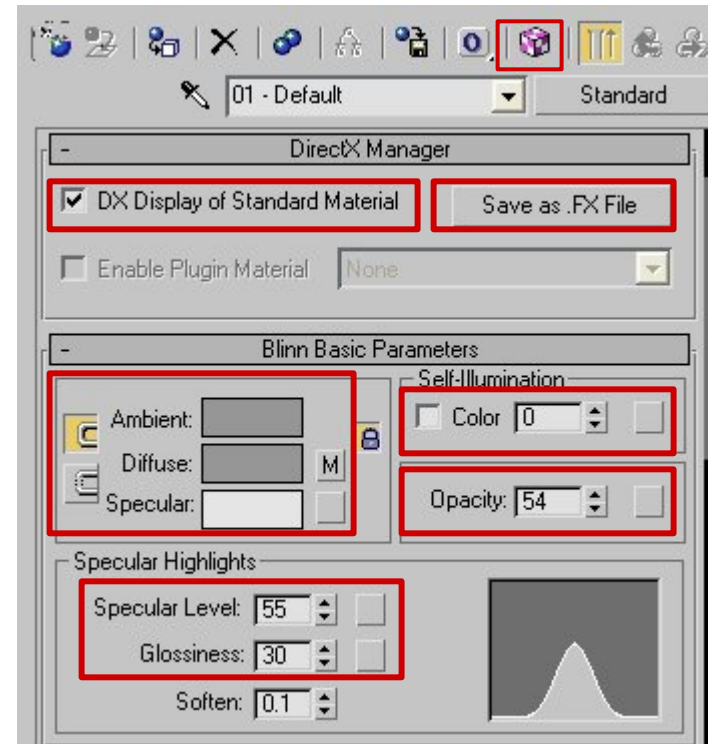 01 - Default Standard
- DirectX Manager
DX Display of Standard Material Save as .FX File
Enable Plugin Material None
- Blinn Basic Parameters
Self-Illumination
Ambient: Color 0
Diffuse: M
Specular: Opacity: 54
Specular Highlights
Specular Level: 55
Glossiness: 30
Soften: 0.1